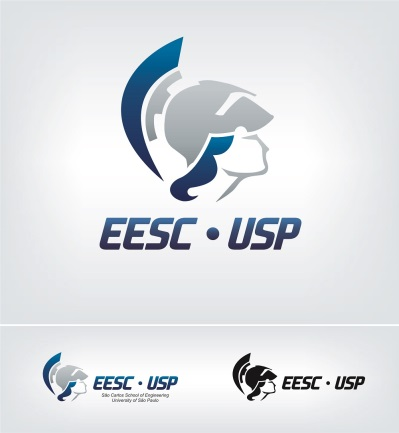 EESC • USP
EESC • USP
São Carlos School of Engineering
University of São Paulo
EESC • USP